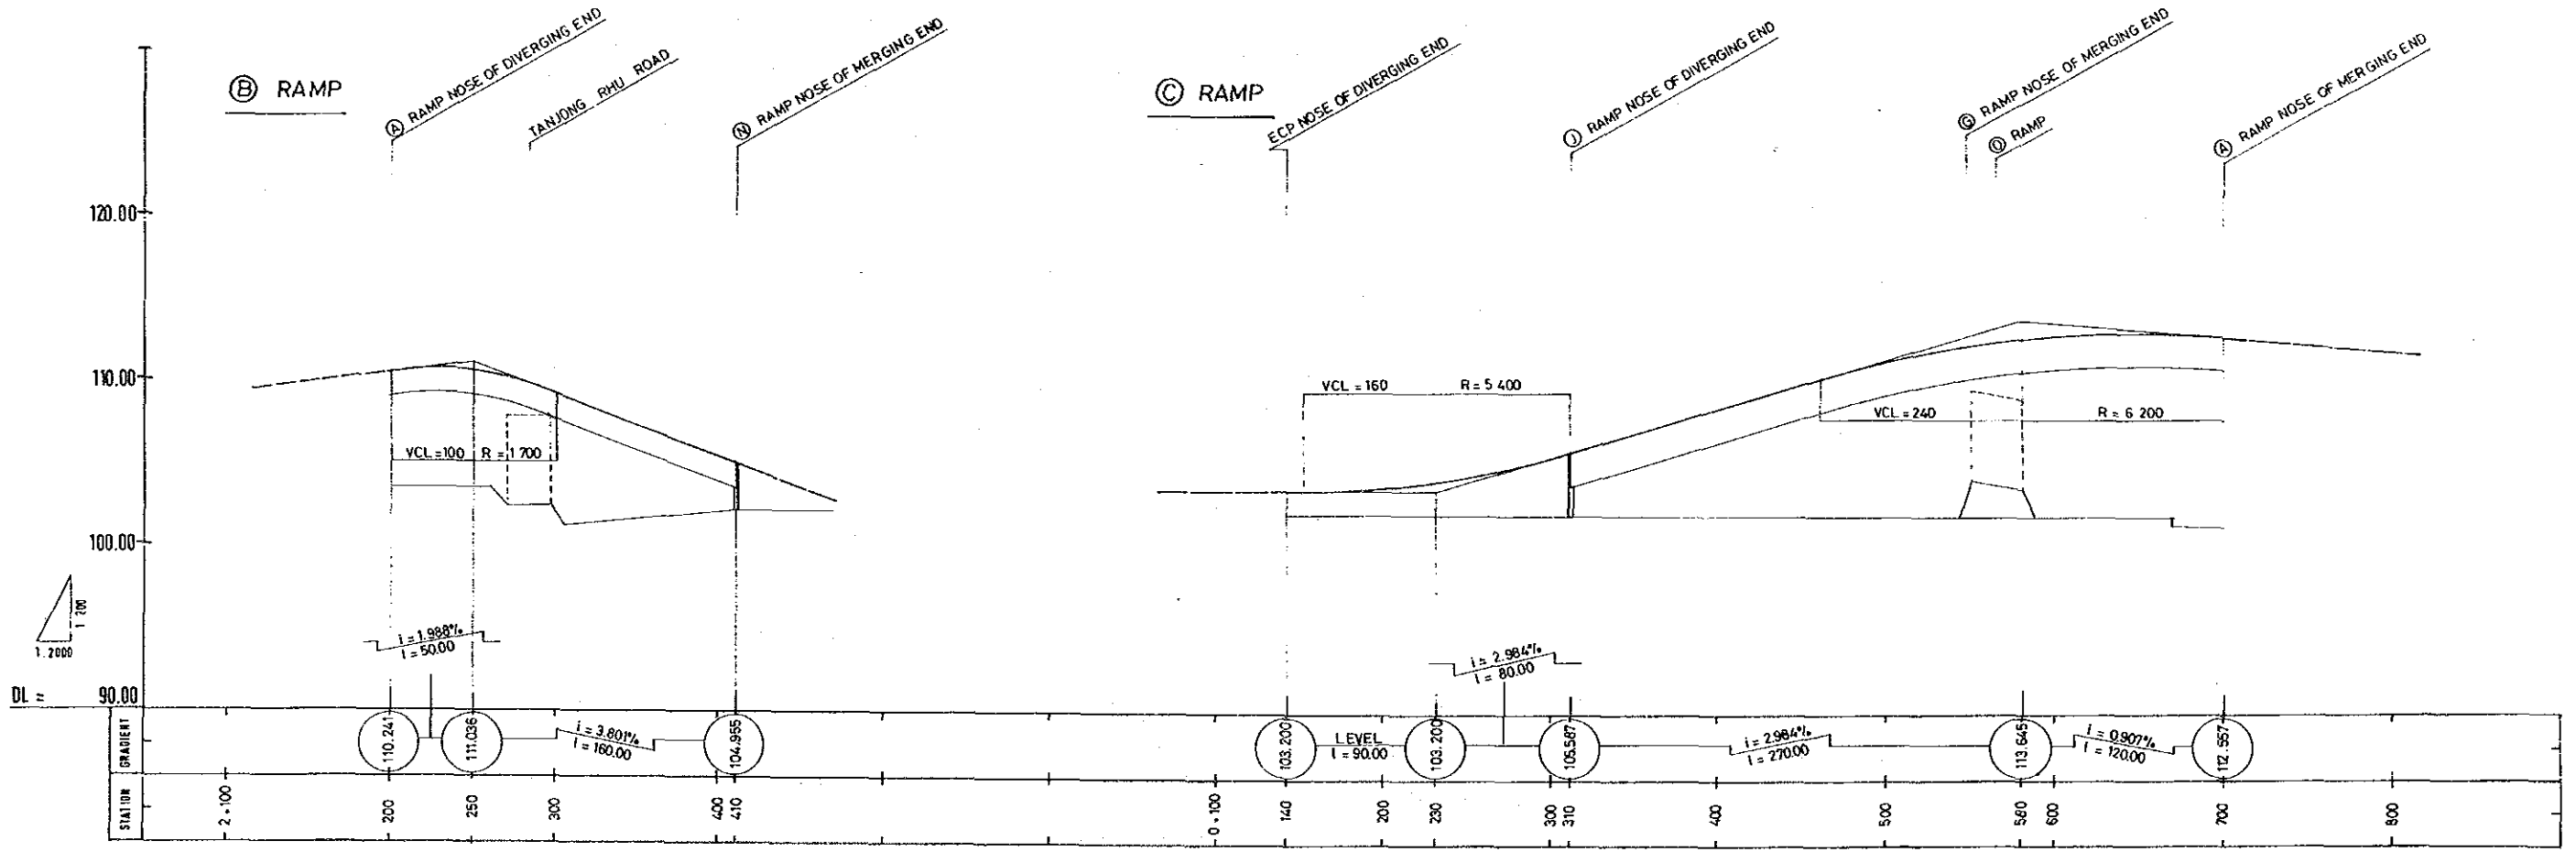 Ⓑ RAMP
Ⓐ RAMP NOSE OF DIVERGING END
TANJONG RHU ROAD
Ⓝ RAMP NOSE OF MERGING END
Ⓒ RAMP
ECP NOSE OF DIVERGING END
Ⓙ RAMP NOSE OF DIVERGING END
Ⓖ RAMP NOSE OF MERGING END
RAMP
Ⓐ RAMP NOSE OF MERGING END
120.00
110.00
100.00
DL = 90.00
1:200
1:2000
VCL =100 R = 1 700
VCL = 160 R = 5 400
VCL = 240 R = 6 200
i = 1.988%
l = 50.00
i = 2.984%
l = 80.00
GRADIENT
110.241
111.036
i = 3.801%
l = 160.00
104.955
103.200
LEVEL
l = 90.00
103.200
105.587
i = 2.984%
l = 270.00
113.645
i = 0.907%
l = 120.00
112.557
STATION
2+100
200
250
300
400
410
0+100
140
200
230
300
310
400
500
580
600
700
800